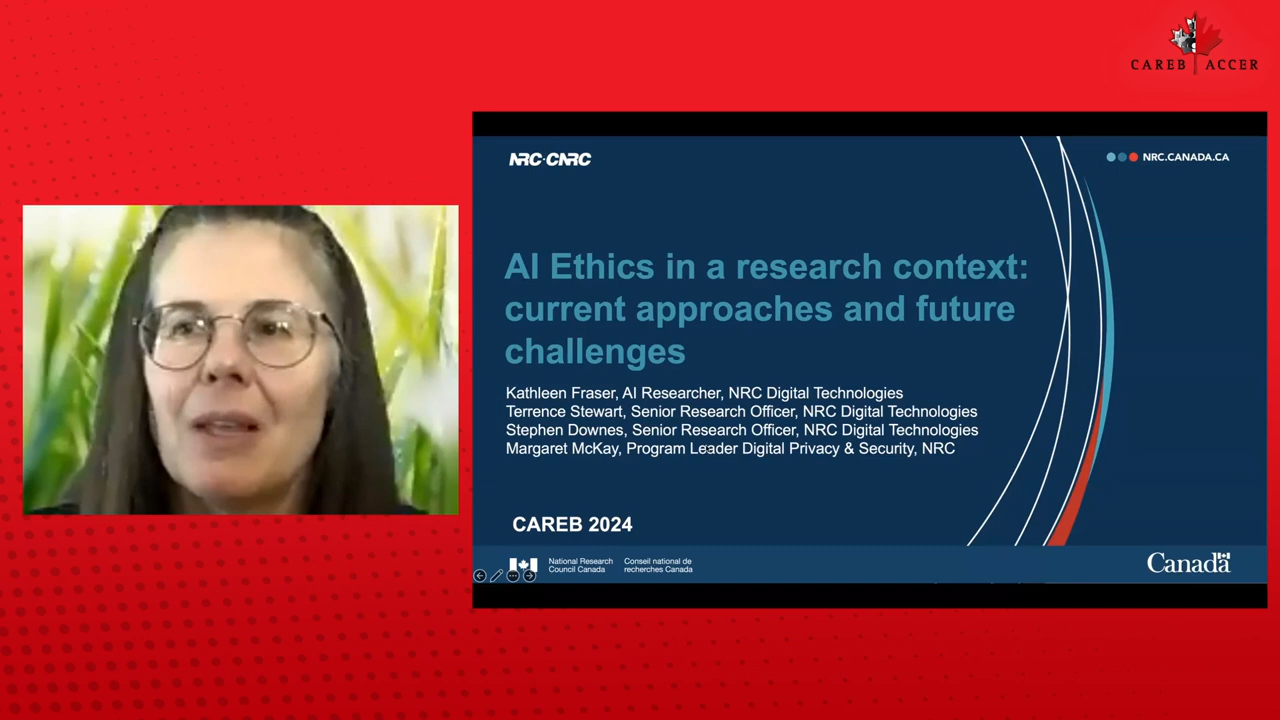 CAREB ACCER
NRC·CNRC
NRC.CANADA.CA
AI Ethics in a research context:
current approaches and future
challenges
Kathleen Fraser, AI Researcher, NRC Digital Technologies
Terrence Stewart, Senior Research Officer, NRC Digital Technologies
Stephen Downes, Senior Research Officer, NRC Digital Technologies
Margaret McKay, Program Leader Digital Privacy & Security, NRC
CAREB 2024
National Research
Council Canada
Conseil national de
recherches Canada
Canada